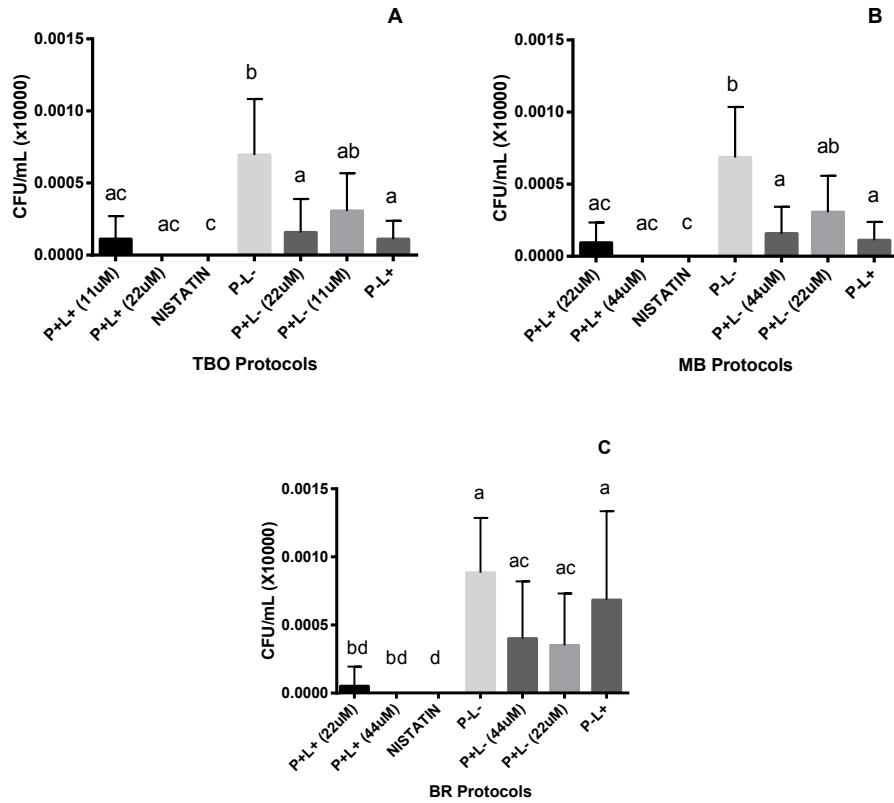 A
CFU/mL (x10000)
0.0015
0.0010
0.0005
0.0000
ac
ac
c
b
a
ab
a
P+L+ (11uM)
P+L+ (22uM)
NISTATIN
P-L-
P+L- (22uM)
P+L- (11uM)
P-L+
TBO Protocols
B
CFU/mL (X10000)
0.0015
0.0010
0.0005
0.0000
ac
ac
c
b
a
ab
a
P+L+ (22uM)
P+L+ (44uM)
NISTATIN
P-L-
P+L- (44uM)
P+L- (22uM)
P-L+
MB Protocols
C
CFU/mL (X10000)
0.0015
0.0010
0.0005
0.0000
bd
bd
d
a
ac
ac
a
P+L+ (22uM)
P+L+ (44uM)
NISTATIN
P-L-
P+L- (44uM)
P+L- (22uM)
P-L+
BR Protocols